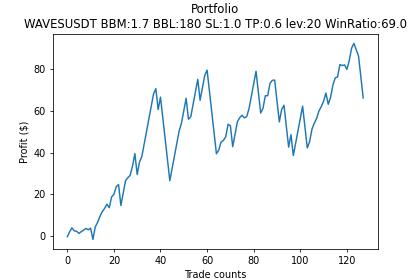 Portfolio
WAVESUSDT BBM:1.7 BBL:180 SL:1.0 TP:0.6 lev:20 WinRatio:69.0
Profit ($)
80
60
40
20
0
0 20 40 60 80 100 120
Trade counts